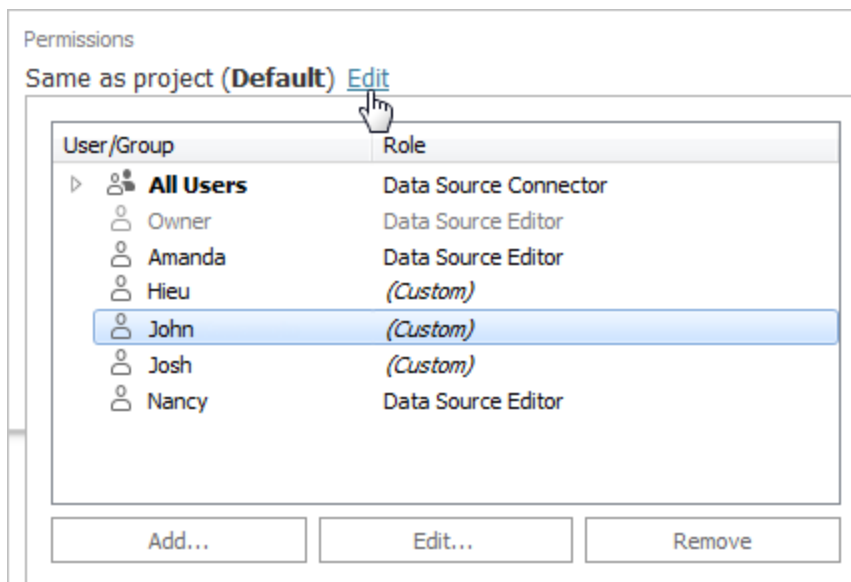 Permissions
Same as project (Default) Edit
User/Group Role
All Users Data Source Connector
Owner Data Source Editor
Amanda Data Source Editor
Hieu (Custom)
John (Custom)
Josh (Custom)
Nancy Data Source Editor
Add... Edit... Remove